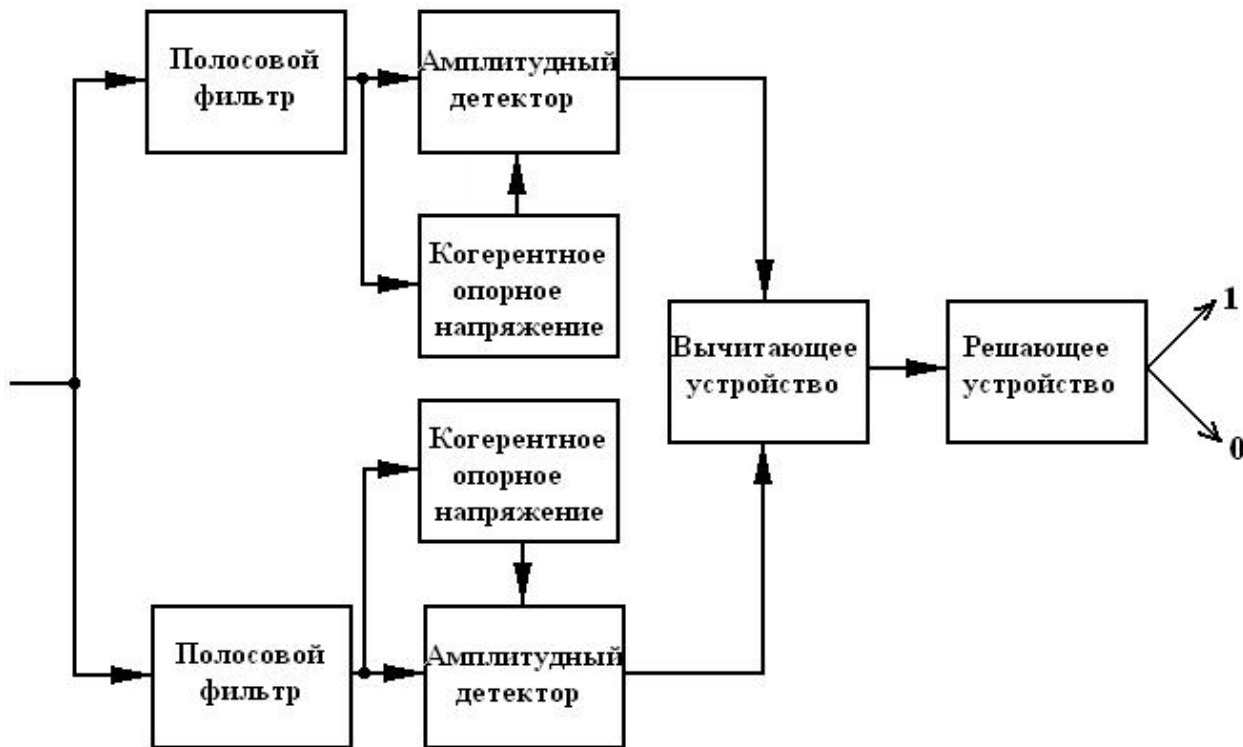 Полосовой
фильтр
Амплитудный
детектор
Когерентное
опорное
напряжение
Вычитающее
устройство
Решающее
устройство
1
0
Когерентное
опорное
напряжение
Полосовой
фильтр
Амплитудный
детектор